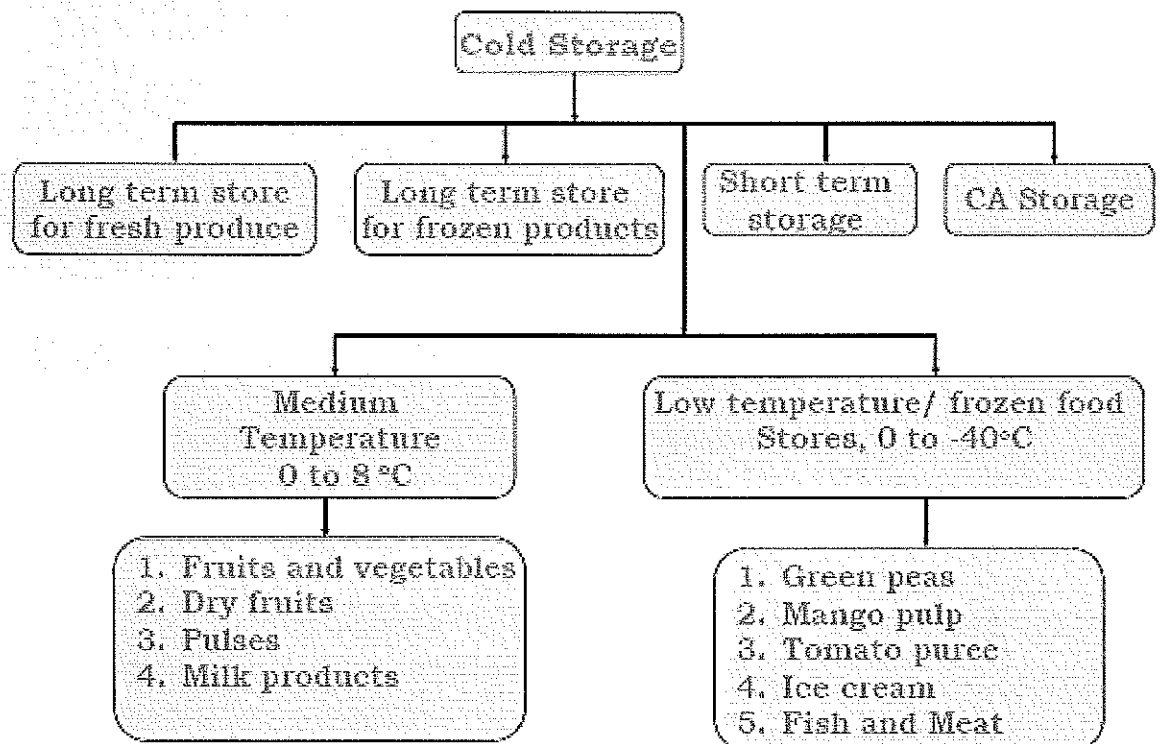 Cold Storage
Long term store
for fresh produce
Long term store
for frozen products
Short term
storage
CA Storage
Medium
Temperature
0 to 8 °C
Low temperature/ frozen food
Stores, 0 to -40°C
1. Fruits and vegetables
2. Dry fruits
3. Pulses
4. Milk products
1. Green peas
2. Mango pulp
3. Tomato puree
4. Ice cream
5. Fish and Meat